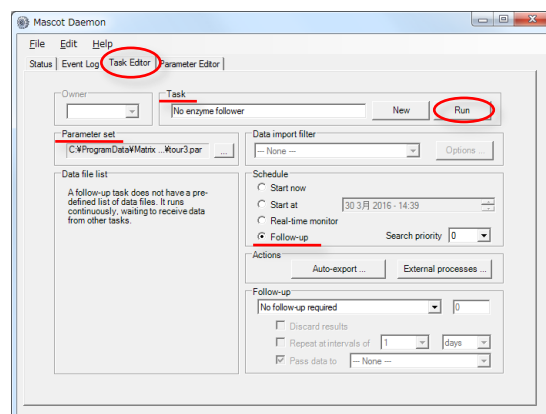 Mascot Daemon
File Edit Help
Status Event Log Task Editor Parameter Editor
Owner
Task
No enzyme follower
New
Run
Parameter set
C:¥ProgramData¥Matrix ...¥tour3.par
...
Data import filter
-- None --
Options ...
Data file list
A follow-up task does not have a pre-
defined list of data files. It runs
continuously, waiting to receive data
from other tasks.
Schedule
Start now
Start at 30 3月 2016 - 14:39
Real-time monitor
Follow-up Search priority 0
Actions
Auto-export ... External processes ...
Follow-up
No follow-up required 0
Discard results
Repeat at intervals of 1 days
Pass data to -- None --